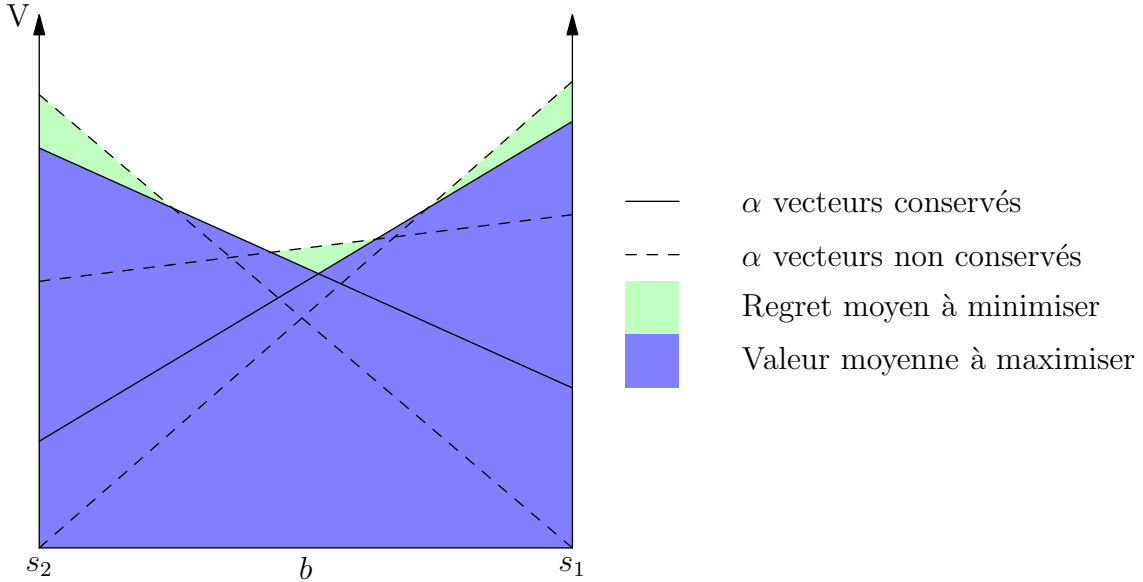 V
α vecteurs conservés
α vecteurs non conservés
Regret moyen à minimiser
Valeur moyenne à maximiser
s₂
b
s₁